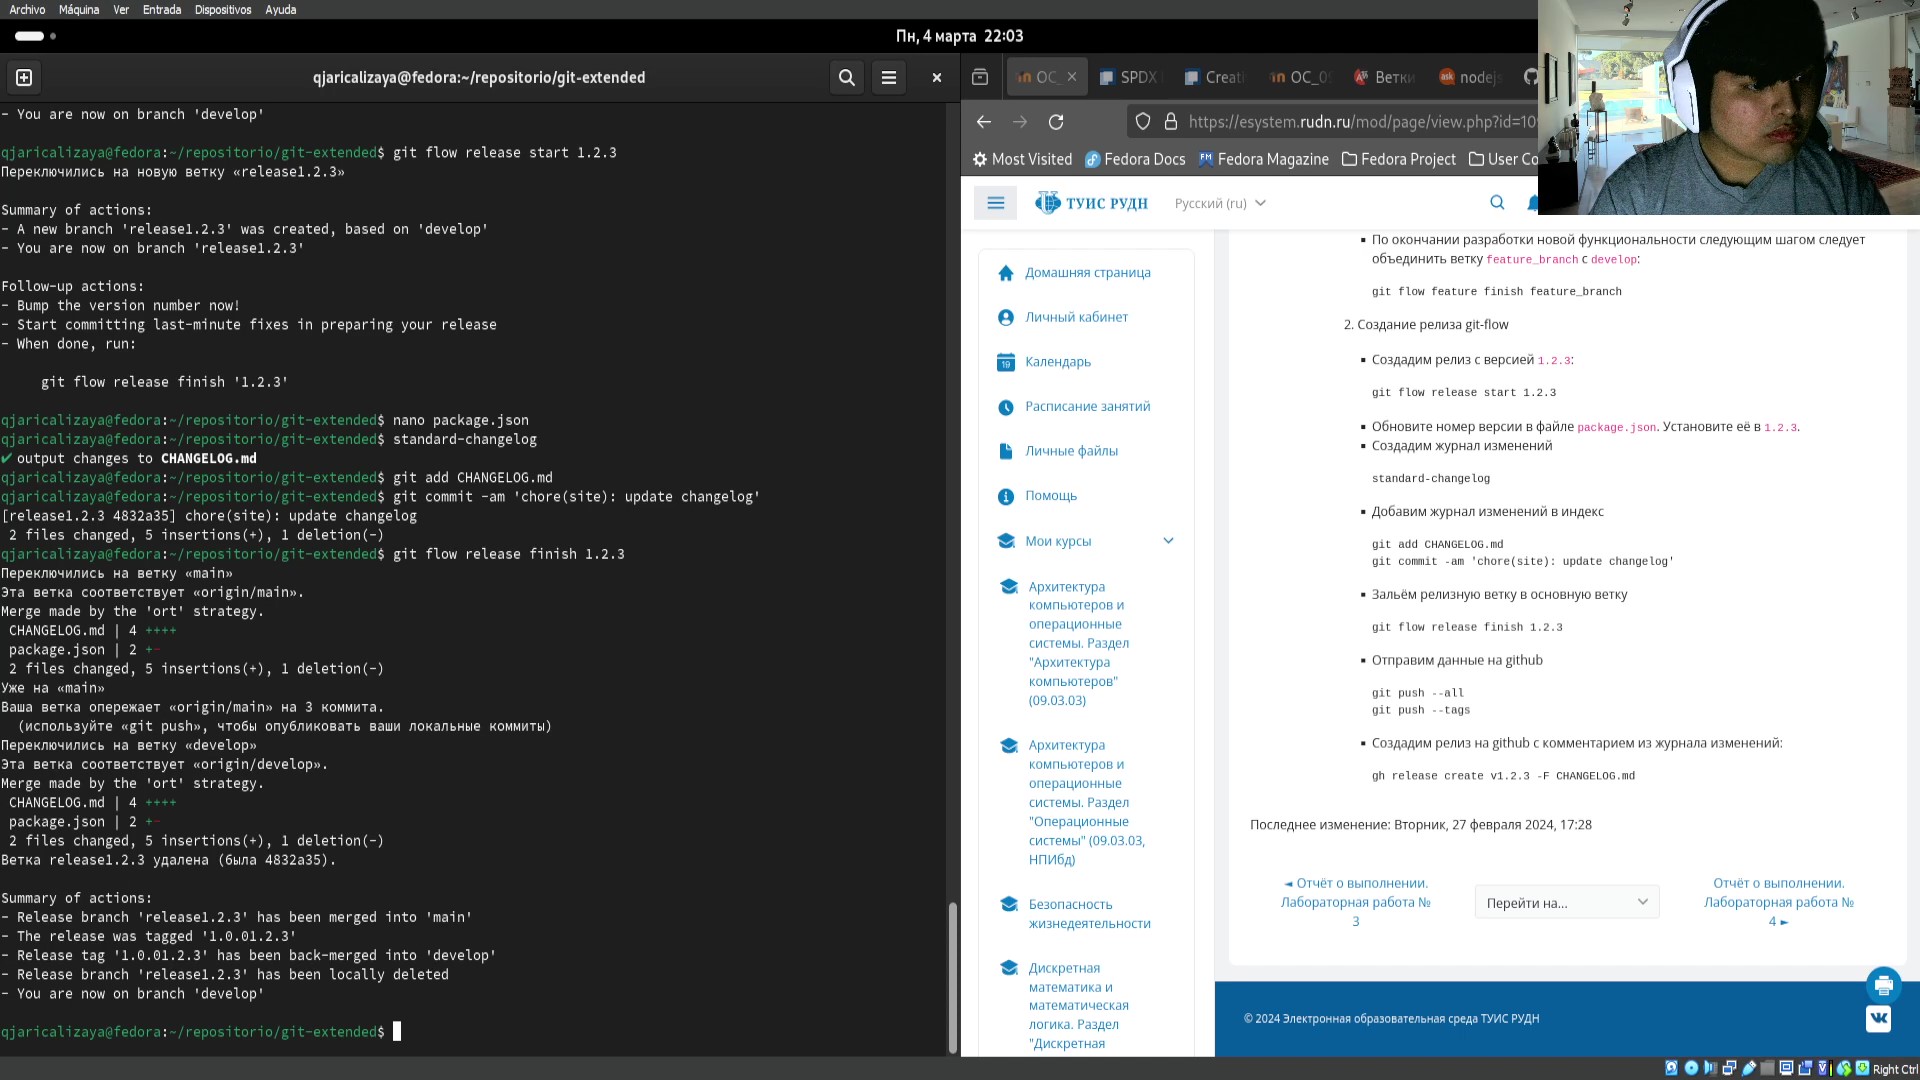 Archivo Máquina Ver Entrada Dispositivos Ayuda
Пн, 4 марта 22:03
qjaricalizaya@fedora:~/repositorio/git-extended
- You are now on branch 'develop'
qjaricalizaya@fedora:~/repositorio/git-extended$ git flow release start 1.2.3
Переключились на новую ветку «release1.2.3»
Summary of actions:
- A new branch 'release1.2.3' was created, based on 'develop'
- You are now on branch 'release1.2.3'
Follow-up actions:
- Bump the version number now!
- Start committing last-minute fixes in preparing your release
- When done, run:
git flow release finish '1.2.3'
qjaricalizaya@fedora:~/repositorio/git-extended$ nano package.json
qjaricalizaya@fedora:~/repositorio/git-extended$ standard-changelog
✔ output changes to CHANGELOG.md
qjaricalizaya@fedora:~/repositorio/git-extended$ git add CHANGELOG.md
qjaricalizaya@fedora:~/repositorio/git-extended$ git commit -am 'chore(site): update changelog'
[release1.2.3 4832a35] chore(site): update changelog
2 files changed, 5 insertions(+), 1 deletion(-)
qjaricalizaya@fedora:~/repositorio/git-extended$ git flow release finish 1.2.3
Переключились на ветку «main»
Эта ветка соответствует «origin/main».
Merge made by the 'ort' strategy.
CHANGELOG.md | 4 ++++
package.json | 2 +-
2 files changed, 5 insertions(+), 1 deletion(-)
Уже на «main»
Ваша ветка опережает «origin/main» на 3 коммита.
(используйте «git push», чтобы опубликовать ваши локальные коммиты)
Переключились на ветку «develop»
Эта ветка соответствует «origin/develop».
Merge made by the 'ort' strategy.
CHANGELOG.md | 4 ++++
package.json | 2 +-
2 files changed, 5 insertions(+), 1 deletion(-)
Ветка release1.2.3 удалена (была 4832a35).
Summary of actions:
- Release branch 'release1.2.3' has been merged into 'main'
- The release was tagged '1.0.01.2.3'
- Release tag '1.0.01.2.3' has been back-merged into 'develop'
- Release branch 'release1.2.3' has been locally deleted
- You are now on branch 'develop'
qjaricalizaya@fedora:~/repositorio/git-extended$
OC_ SPDX Creati OC_0 Ветки nodejs
https://esystem.rudn.ru/mod/page/view.php?id=10
Most Visited Fedora Docs Fedora Magazine Fedora Project User Co
ТУИС РУДН Русский (ru)
Домашняя страница
Личный кабинет
Календарь
Расписание занятий
Личные файлы
Помощь
Мои курсы
Архитектура
компьютеров и
операционные
системы. Раздел
"Архитектура
компьютеров"
(09.03.03)
Архитектура
компьютеров и
операционные
системы. Раздел
"Операционные
системы" (09.03.03,
НПИбд)
Безопасность
жизнедеятельности
Дискретная
математика и
математическая
логика. Раздел
"Дискретная
▪ По окончании разработки новой функциональности следующим шагом следует
объединить ветку feature_branch с develop:
git flow feature finish feature_branch
2. Создание релиза git-flow
▪ Создадим релиз с версией 1.2.3:
git flow release start 1.2.3
▪ Обновите номер версии в файле package.json. Установите её в 1.2.3.
▪ Создадим журнал изменений
standard-changelog
▪ Добавим журнал изменений в индекс
git add CHANGELOG.md
git commit -am 'chore(site): update changelog'
▪ Зальём релизную ветку в основную ветку
git flow release finish 1.2.3
▪ Отправим данные на github
git push --all
git push --tags
▪ Создадим релиз на github с комментарием из журнала изменений:
gh release create v1.2.3 -F CHANGELOG.md
Последнее изменение: Вторник, 27 февраля 2024, 17:28
◄ Отчёт о выполнении.
Лабораторная работа №
3
Перейти на...
Отчёт о выполнении.
Лабораторная работа №
4 ►
© 2024 Электронная образовательная среда ТУИС РУДН
Right Ctrl